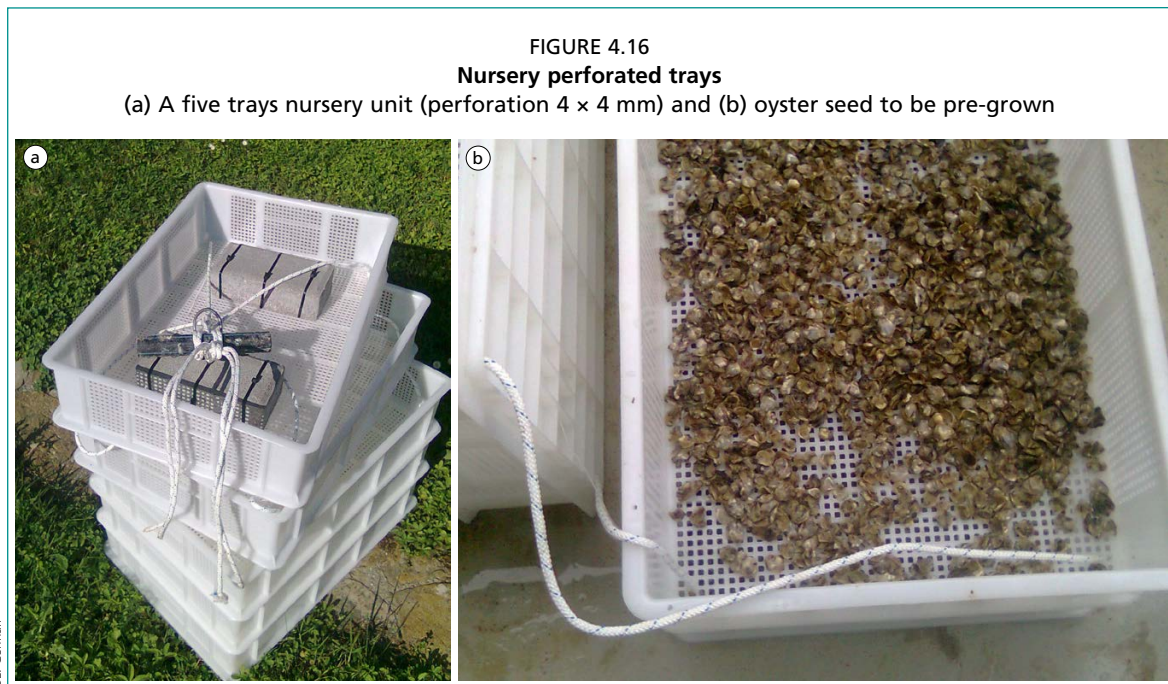 FIGURE 4.16
Nursery perforated trays
(a) A five trays nursery unit (perforation 4 × 4 mm) and (b) oyster seed to be pre-grown
a
b